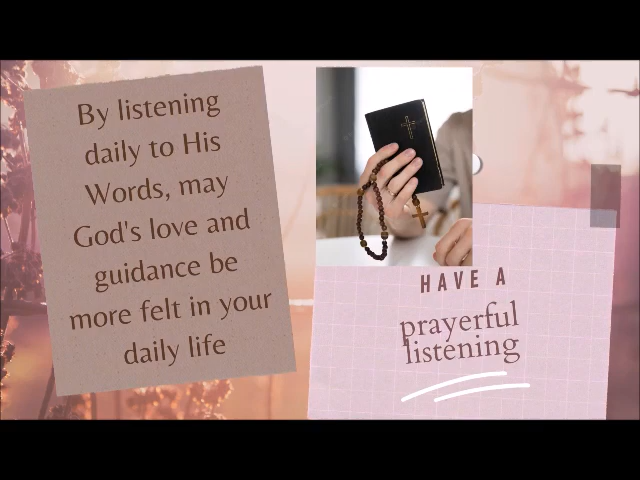 By listening
daily to His
Words, may
God's love and
guidance be
more felt in your
daily life
HAVE A
prayerful
listening